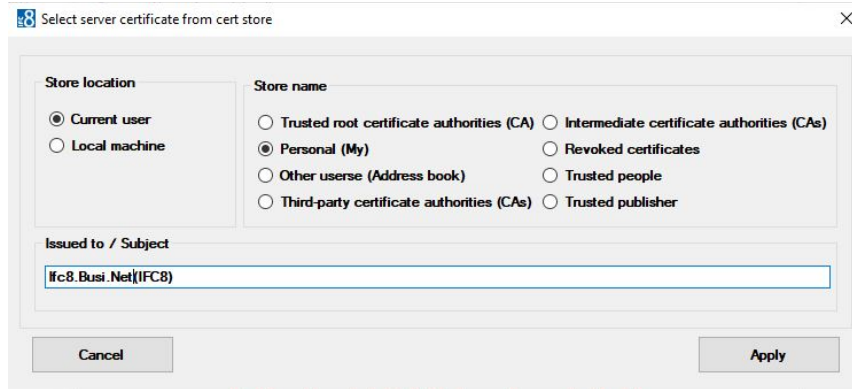 ifc8 Select server certificate from cert store
Store location
Current user
Local machine
Store name
Trusted root certificate authorities (CA)
Personal (My)
Other userse (Address book)
Third-party certificate authorities (CAs)
Intermediate certificate authorities (CAs)
Revoked certificates
Trusted people
Trusted publisher
Issued to / Subject
Ifc8.Busi.Net(IFC8)
Cancel
Apply